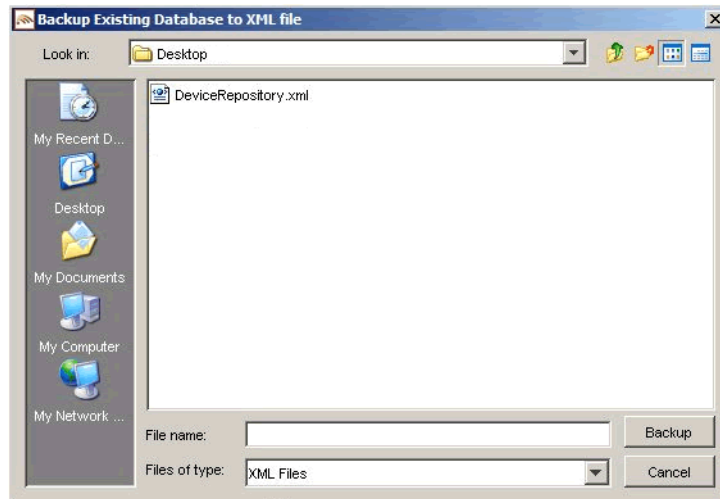 Backup Existing Database to XML file
Look in: Desktop
DeviceRepository.xml
My Recent D...
Desktop
My Documents
My Computer
My Network ...
File name: Backup
Files of type: XML Files Cancel